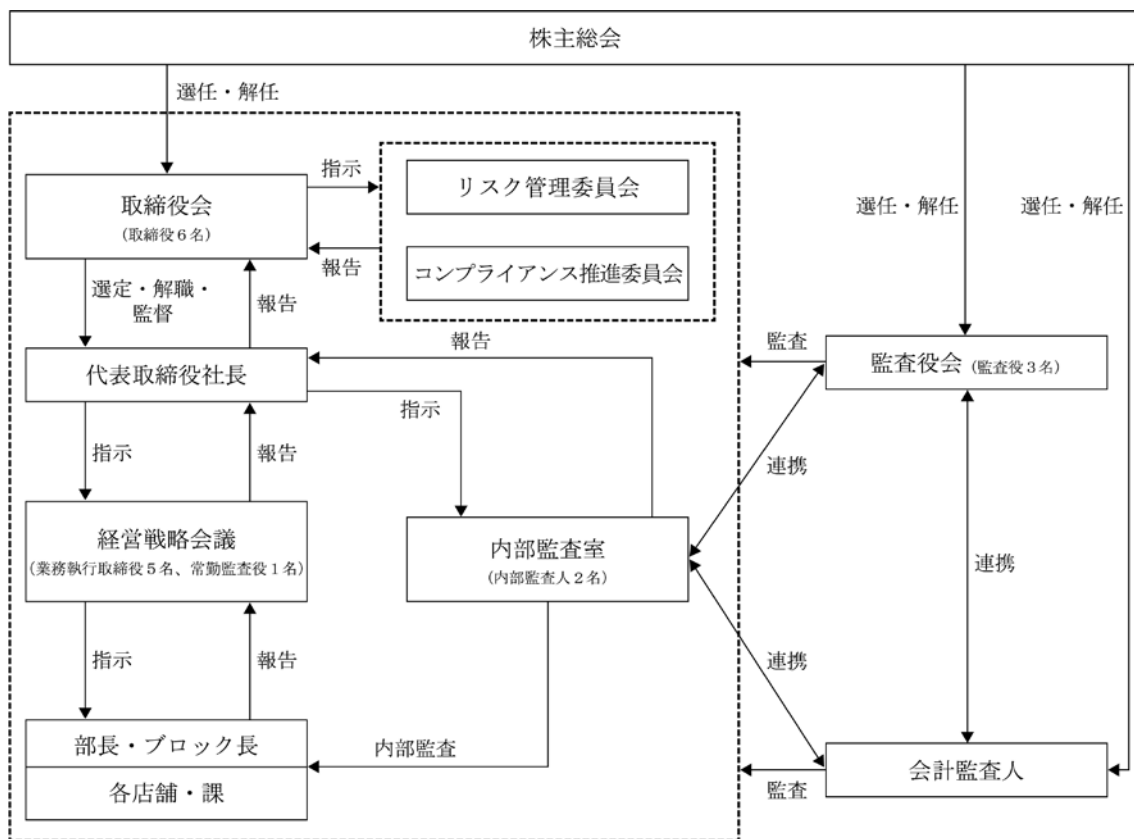 株主総会
選任・解任
選任・解任
選任・解任
取締役会
(取締役6名)
指示
報告
リスク管理委員会
コンプライアンス推進委員会
選定・解職・
監督
報告
報告
監査
代表取締役社長
監査役会 (監査役3名)
指示
指示
報告
連携
経営戦略会議
(業務執行取締役5名、常勤監査役1名)
内部監査室
(内部監査人2名)
連携
指示
報告
連携
部長・ブロック長
各店舗・課
内部監査
監査
会計監査人